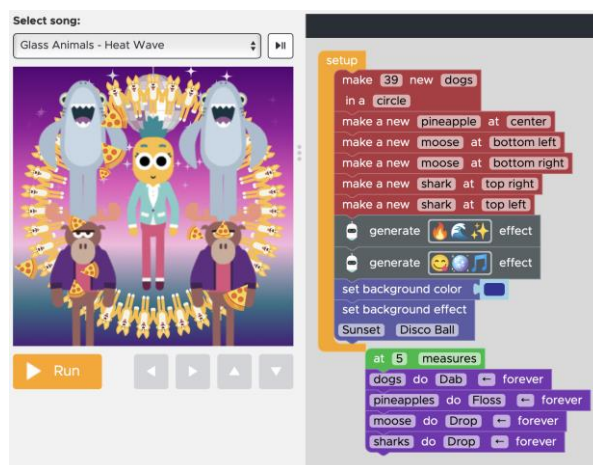 Select song:
Glass Animals - Heat Wave
Run
setup
make 39 new dogs
in a circle
make a new pineapple at center
make a new moose at bottom left
make a new moose at bottom right
make a new shark at top right
make a new shark at top left
generate 🔥🌊✨ effect
generate 😋🪩🎵 effect
set background color
set background effect
Sunset Disco Ball
at 5 measures
dogs do Dab ← forever
pineapples do Floss ← forever
moose do Drop ← forever
sharks do Drop ← forever